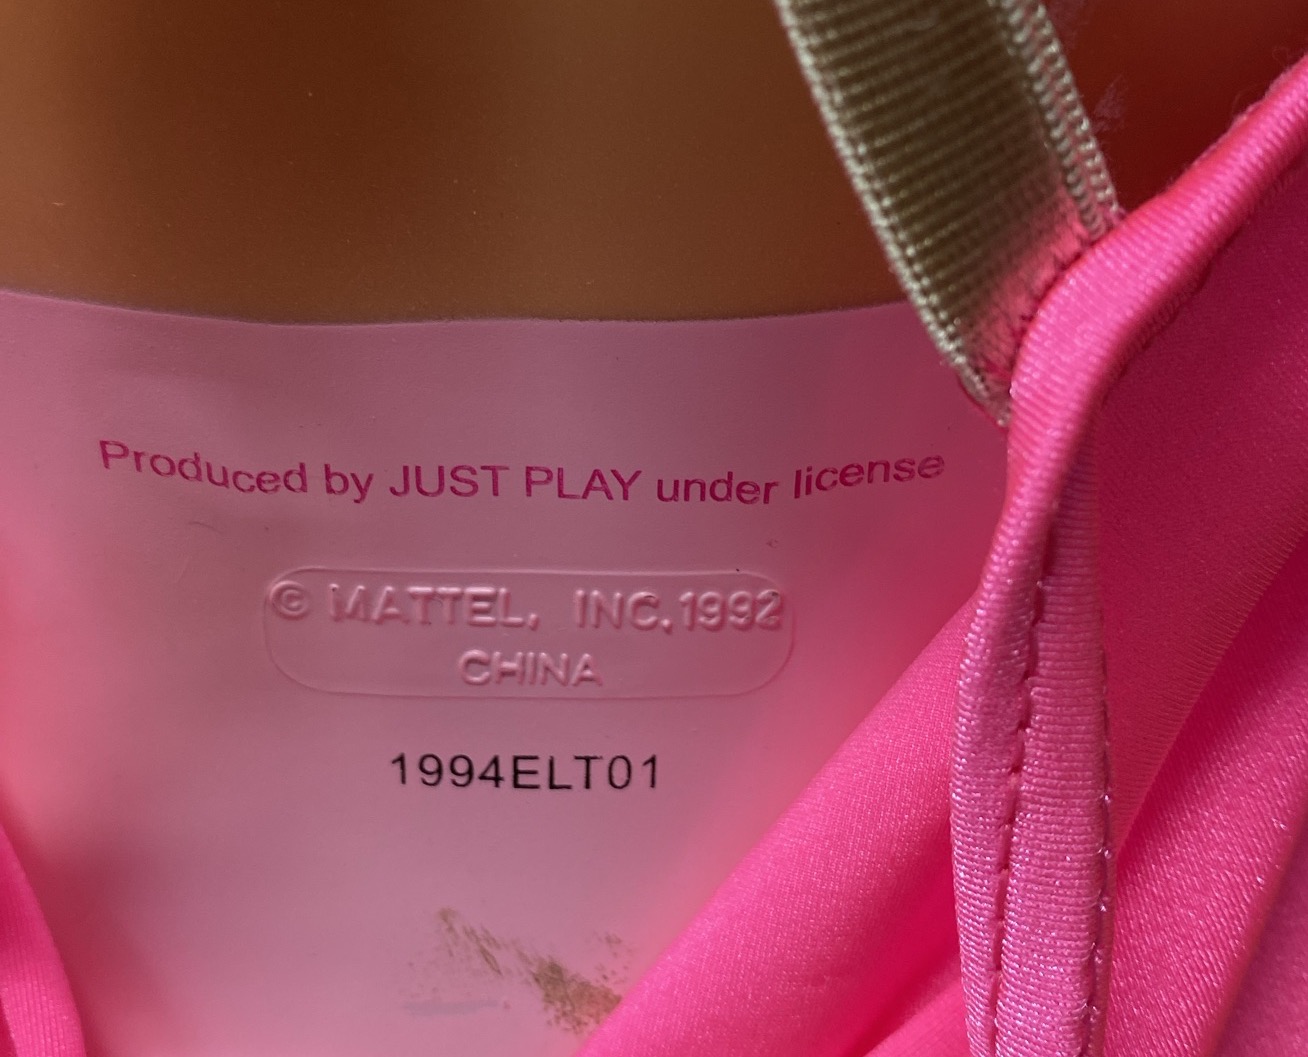 Produced by JUST PLAY under license
© MATTEL, INC. 1992
CHINA
1994ELT01